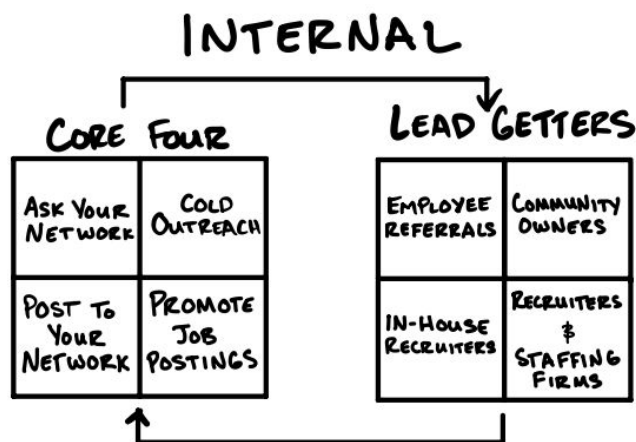 INTERNAL
CORE FOUR
ASK YOUR
NETWORK
COLD
OUTREACH
POST TO
YOUR
NETWORK
PROMOTE
JOB
POSTINGS
LEAD GETTERS
EMPLOYEE
REFERRALS
COMMUNITY
OWNERS
IN-HOUSE
RECRUITERS
RECRUITERS
&
STAFFING
FIRMS